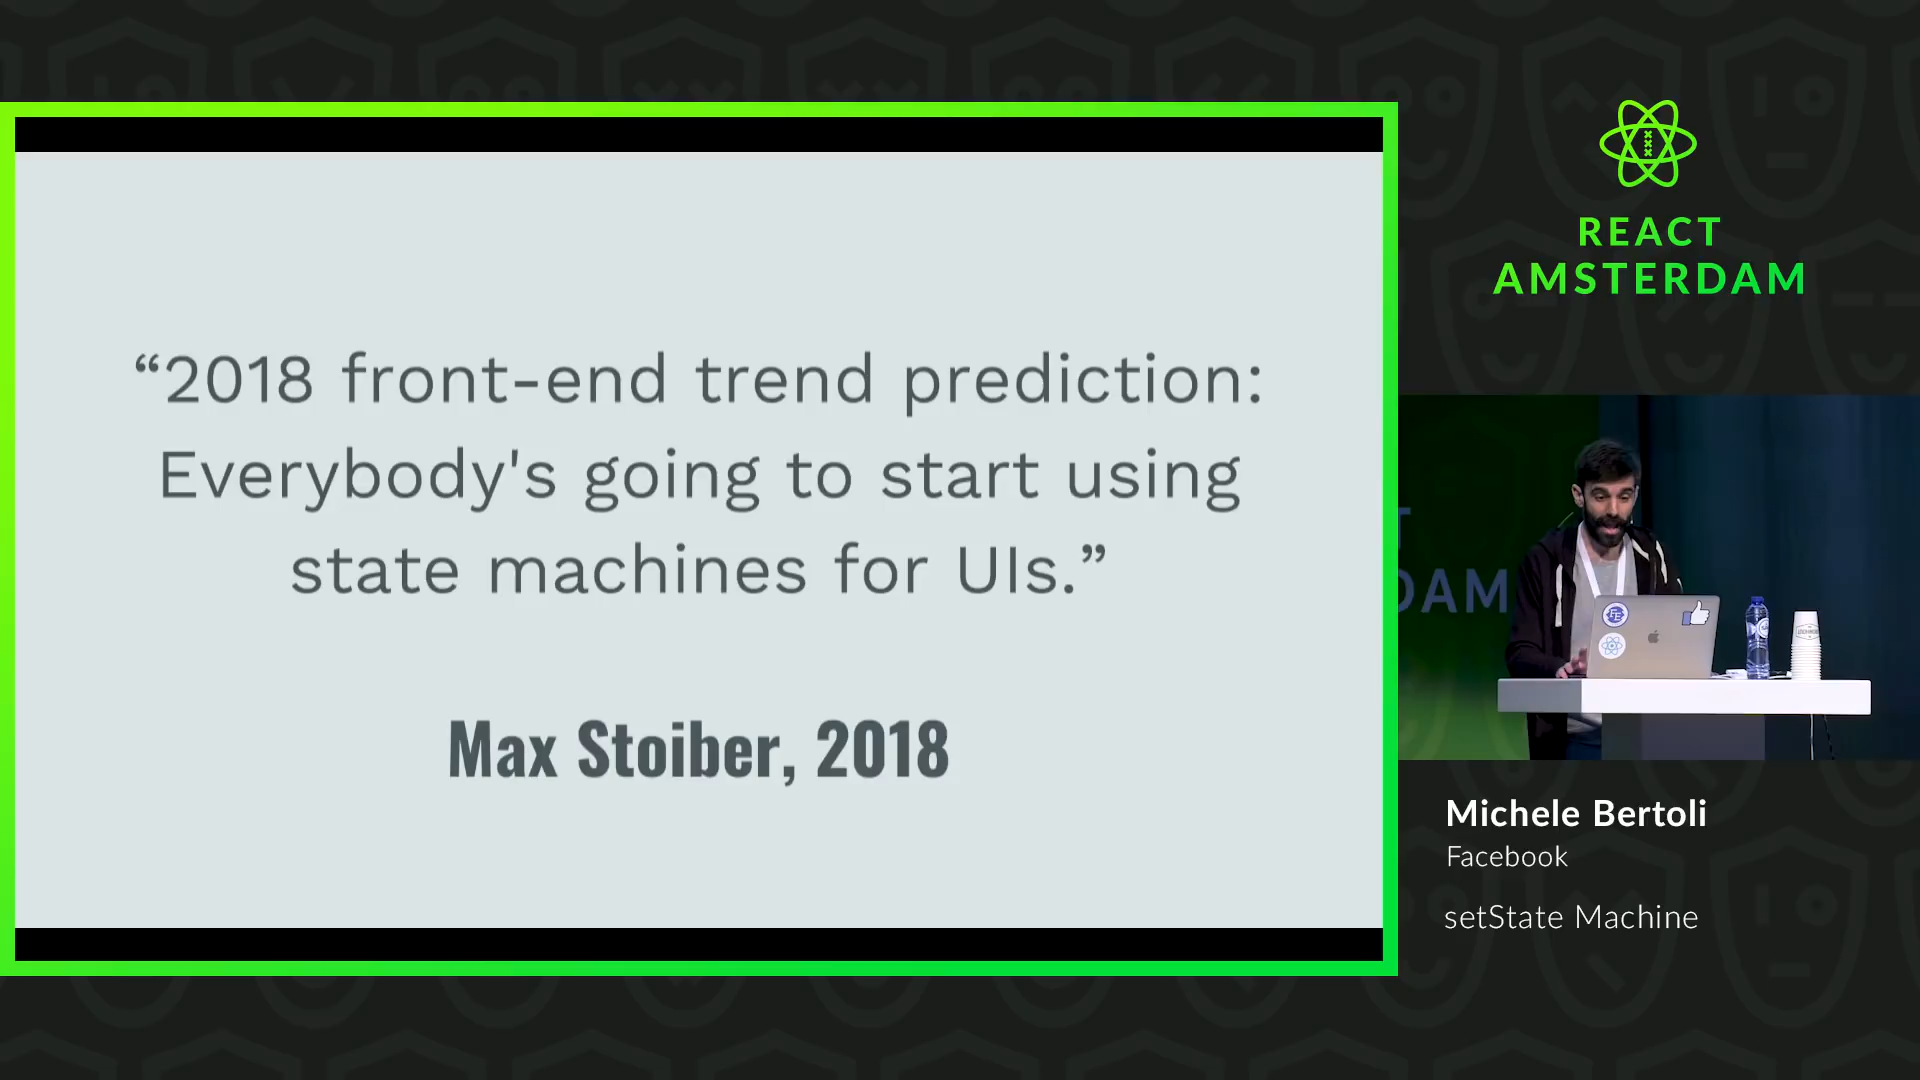 “2018 front-end trend prediction:
Everybody's going to start using
state machines for UIs.”
Max Stoiber, 2018
REACT
AMSTERDAM
DAM
Michele Bertoli
Facebook
setState Machine